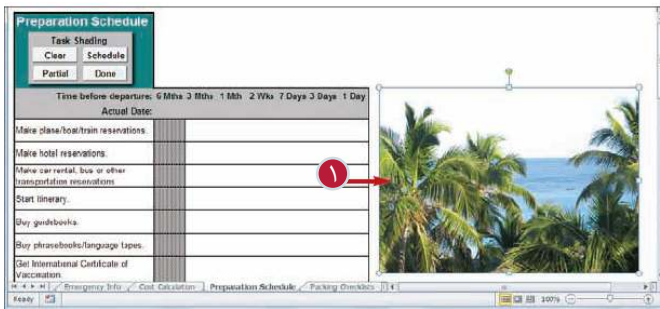 Preparation Schedule
Task Shading
Clear Schedule
Partial Done
Time before departure: 6 Mths 3 Mths 1 Mth 2 Wks 7 Days 3 Days 1 Day
Actual Date:
Make plane/boat/train reservations.
Make hotel reservations.
Make car rental, bus or other
transportation reservations
Start itinerary.
Buy guidebooks.
Buy phrasebooks/language tapes.
Get International Certificate of
Vaccination.
١
Emergency Info Cost Calculation Preparation Schedule Packing Checklists
Ready 100%